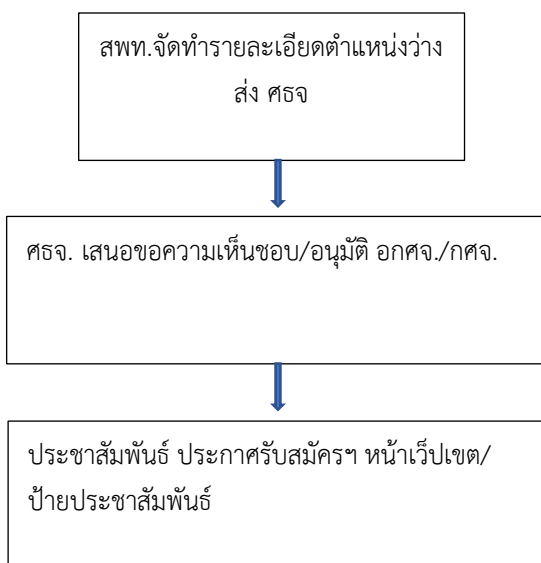 สพท.จัดทำรายละเอียดตำแหน่งว่าง
ส่ง ศธจ
ศธจ. เสนอขอความเห็นชอบ/อนุมัติ อกศจ./กศจ.
ประชาสัมพันธ์ ประกาศรับสมัครฯ หน้าเว็ปเขต/
ป้ายประชาสัมพันธ์